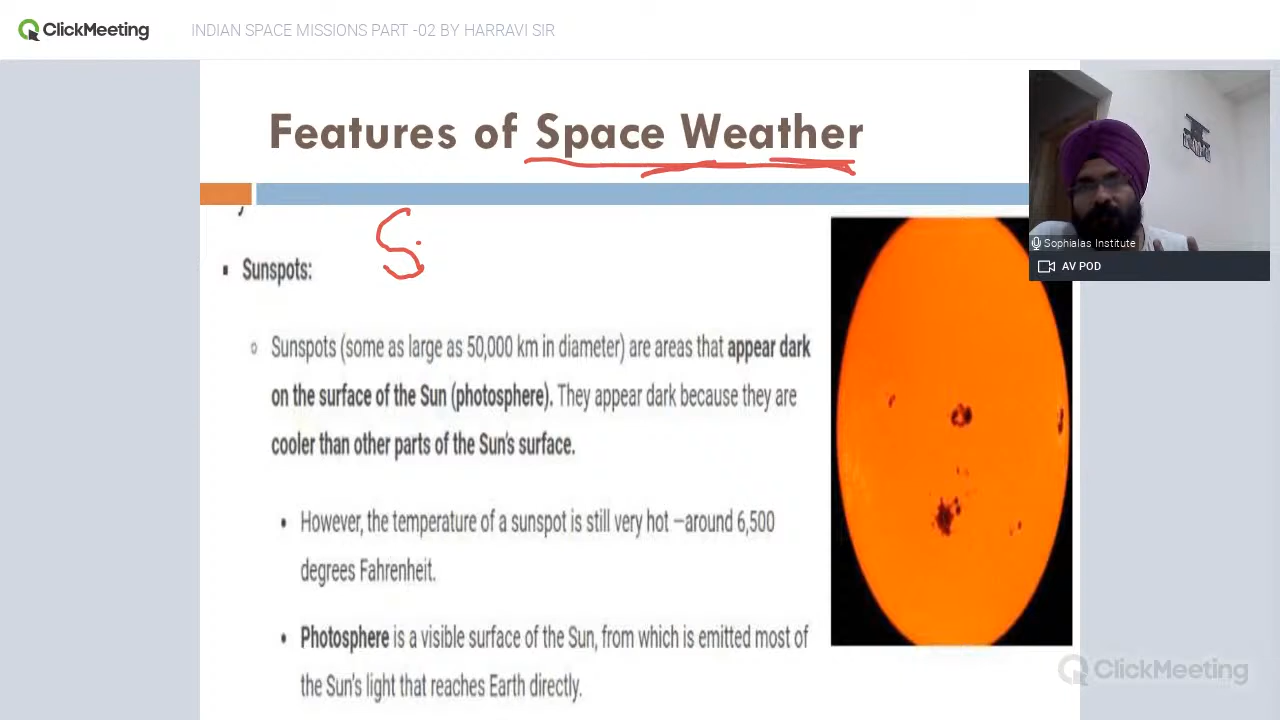 ClickMeeting
INDIAN SPACE MISSIONS PART -02 BY HARRAVI SIR
Features of Space Weather
S
Sophialas Institute
AV POD
▪ Sunspots:
○ Sunspots (some as large as 50,000 km in diameter) are areas that appear dark
on the surface of the Sun (photosphere). They appear dark because they are
cooler than other parts of the Sun's surface.
• However, the temperature of a sunspot is still very hot —around 6,500
degrees Fahrenheit.
• Photosphere is a visible surface of the Sun, from which is emitted most of
the Sun's light that reaches Earth directly.
ClickMeeting